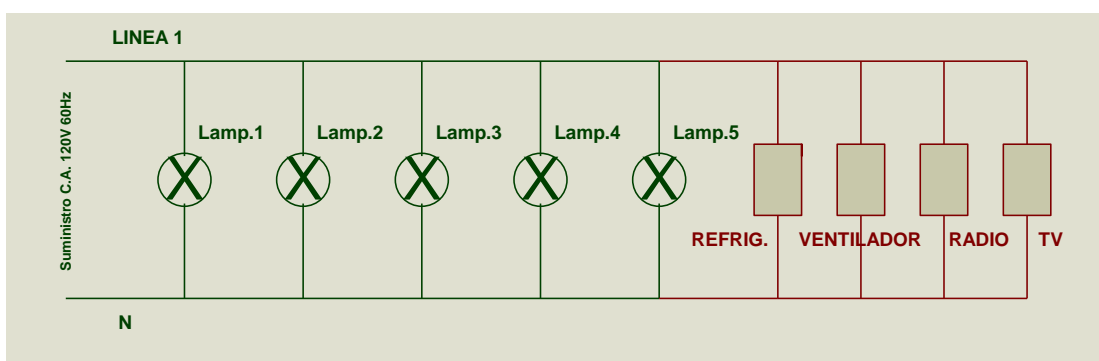 LINEA 1
Suministro C.A. 120V 60Hz
Lamp.1 Lamp.2 Lamp.3 Lamp.4 Lamp.5
REFRIG. VENTILADOR RADIO TV
N